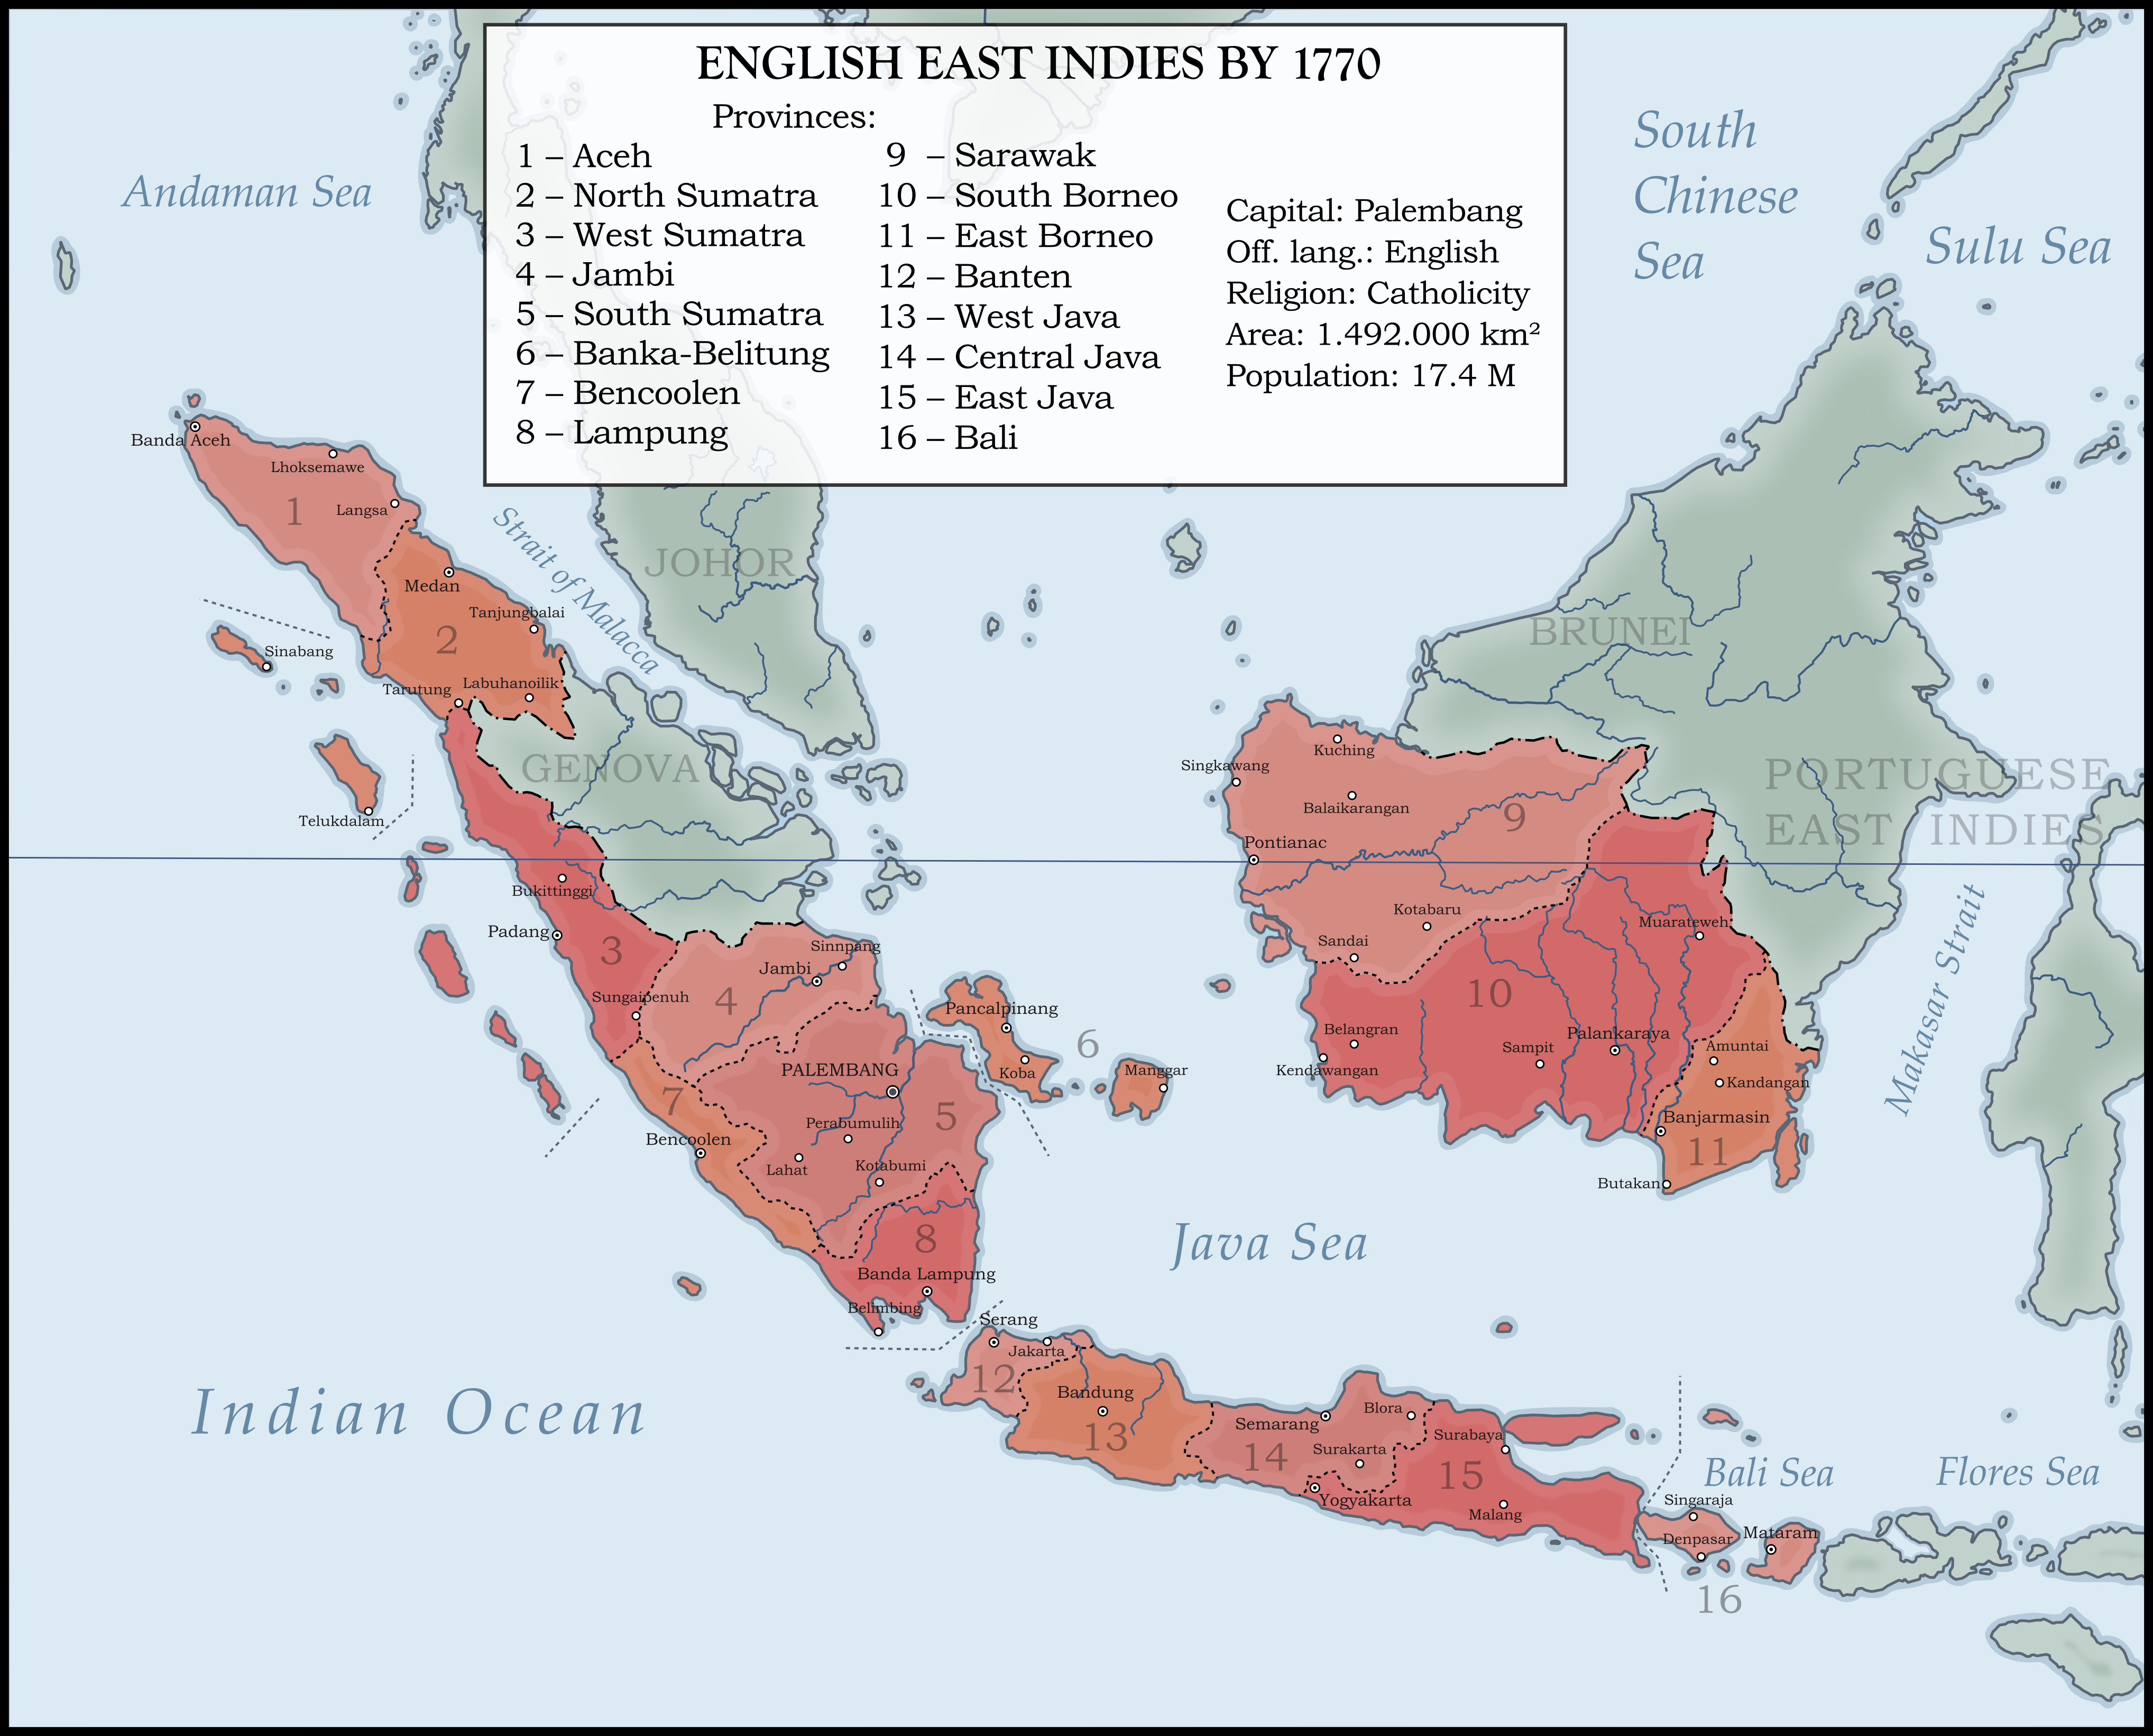 ENGLISH EAST INDIES BY 1770
Provinces:
1 – Aceh
2 – North Sumatra
3 – West Sumatra
4 – Jambi
5 – South Sumatra
6 – Banka-Belitung
7 – Bencoolen
8 – Lampung
9 – Sarawak
10 – South Borneo
11 – East Borneo
12 – Banten
13 – West Java
14 – Central Java
15 – East Java
16 – Bali
Capital: Palembang
Off. lang.: English
Religion: Catholicity
Area: 1.492.000 km²
Population: 17.4 M
South
Chinese
Sea
Andaman Sea
Sulu Sea
Banda Aceh
Lhoksemawe
Langsa
1
Strait of Malacca
JOHOR
Medan
Tanjungbalai
2
Sinabang
Tarutung
Labuhanoilik
BRUNEI
GENOVA
Telukdalam
Kuching
Singkawang
Balaikarangan
9
Pontianac
PORTUGUESE
EAST INDIES
Bukittinggi
Padang
3
Sinnpang
Jambi
4
Sungaipenuh
Kotabaru
Sandai
Muarateweh
Makasar Strait
10
Pancalpinang
6
Koba
Manggar
Belangran
Kendawangan
Sampit
Palankaraya
Amuntai
Kandangan
Banjarmasin
11
Butakan
PALEMBANG
7
5
Perabumulih
Bencoolen
Lahat
Kotabumi
8
Banda Lampung
Belimbing
Java Sea
Serang
Jakarta
12
Bandung
13
Indian Ocean
Semarang
Blora
14
Surakarta
Surabaya
15
Yogyakarta
Malang
Bali Sea
Flores Sea
Singaraja
Denpasar
Mataram
16